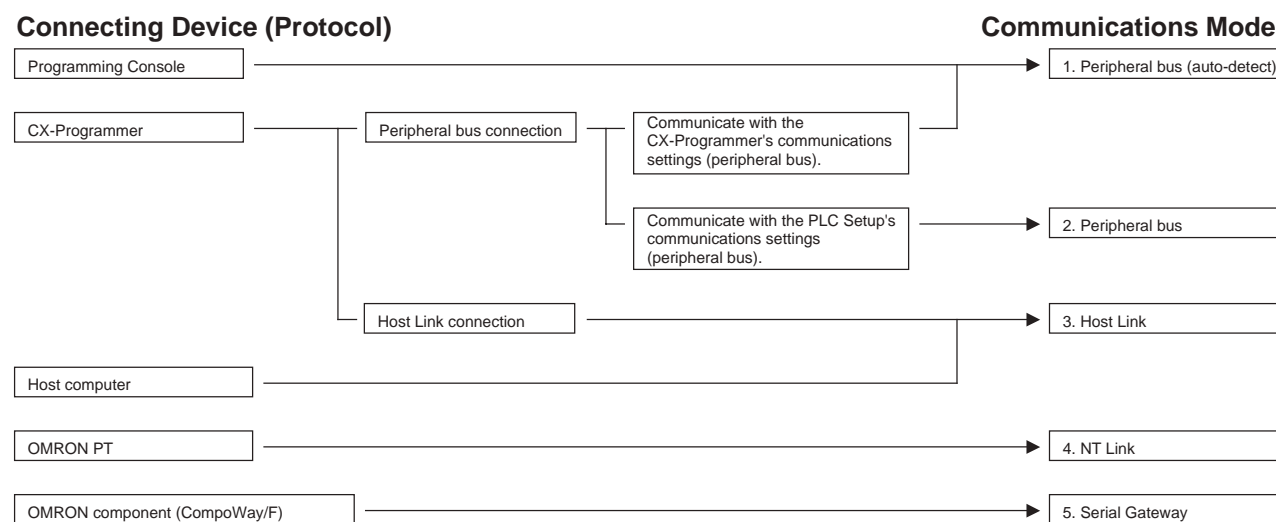 Connecting Device (Protocol)
Communications Mode
Programming Console
1. Peripheral bus (auto-detect)
CX-Programmer
Peripheral bus connection
Communicate with the
CX-Programmer's communications
settings (peripheral bus).
Communicate with the PLC Setup's
communications settings
(peripheral bus).
2. Peripheral bus
Host Link connection
3. Host Link
Host computer
OMRON PT
4. NT Link
OMRON component (CompoWay/F)
5. Serial Gateway